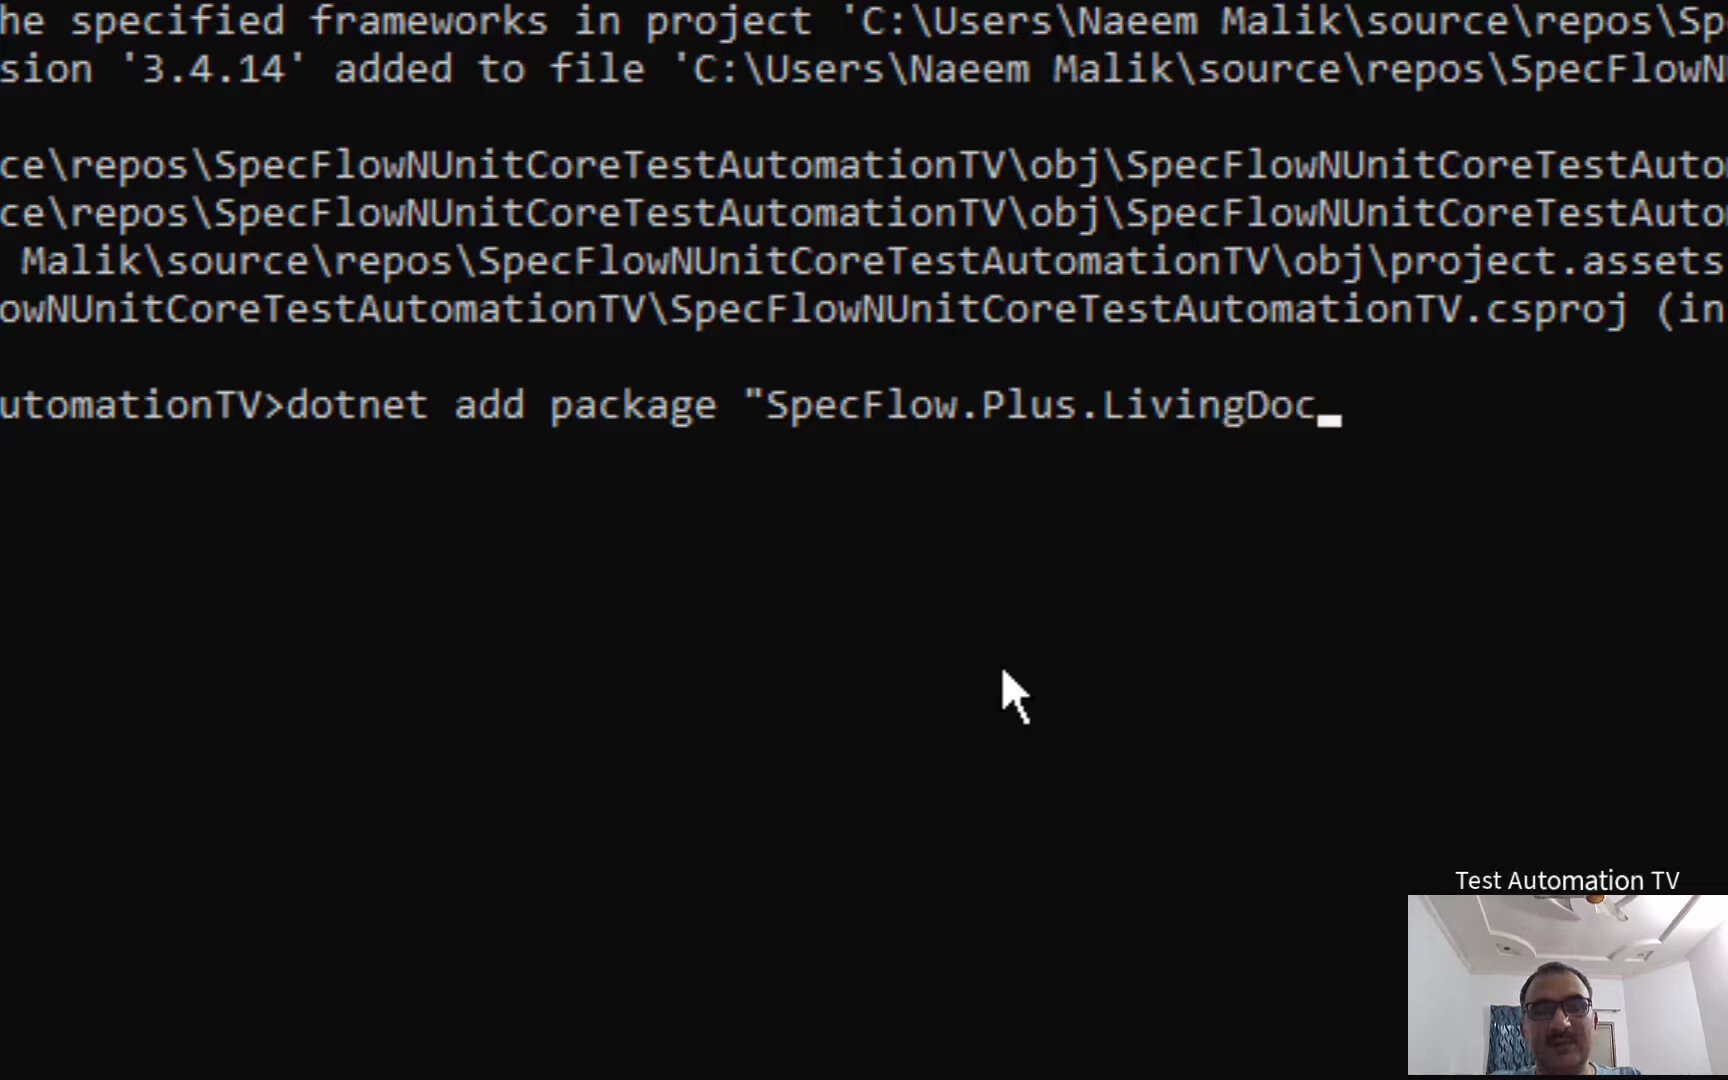 he specified frameworks in project 'C:\Users\Naeem Malik\source\repos\Sp
sion '3.4.14' added to file 'C:\Users\Naeem Malik\source\repos\SpecFlowN
ce\repos\SpecFlowNUnitCoreTestAutomationTV\obj\SpecFlowNUnitCoreTestAuto
ce\repos\SpecFlowNUnitCoreTestAutomationTV\obj\SpecFlowNUnitCoreTestAuto
Malik\source\repos\SpecFlowNUnitCoreTestAutomationTV\obj\project.assets
owNUnitCoreTestAutomationTV\SpecFlowNUnitCoreTestAutomationTV.csproj (in
utomationTV>dotnet add package "SpecFlow.Plus.LivingDoc
Test Automation TV